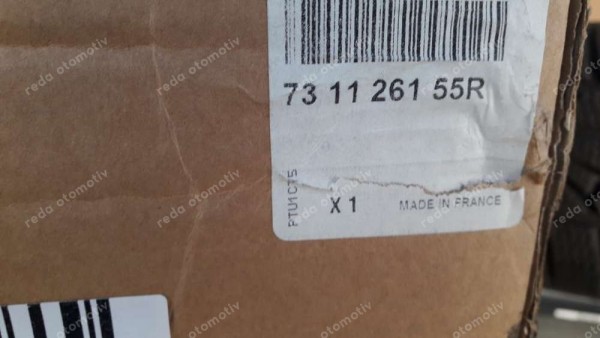 73 11 261 55R
PTU1CT5
X 1
MADE IN FRANCE
reda otomotiv